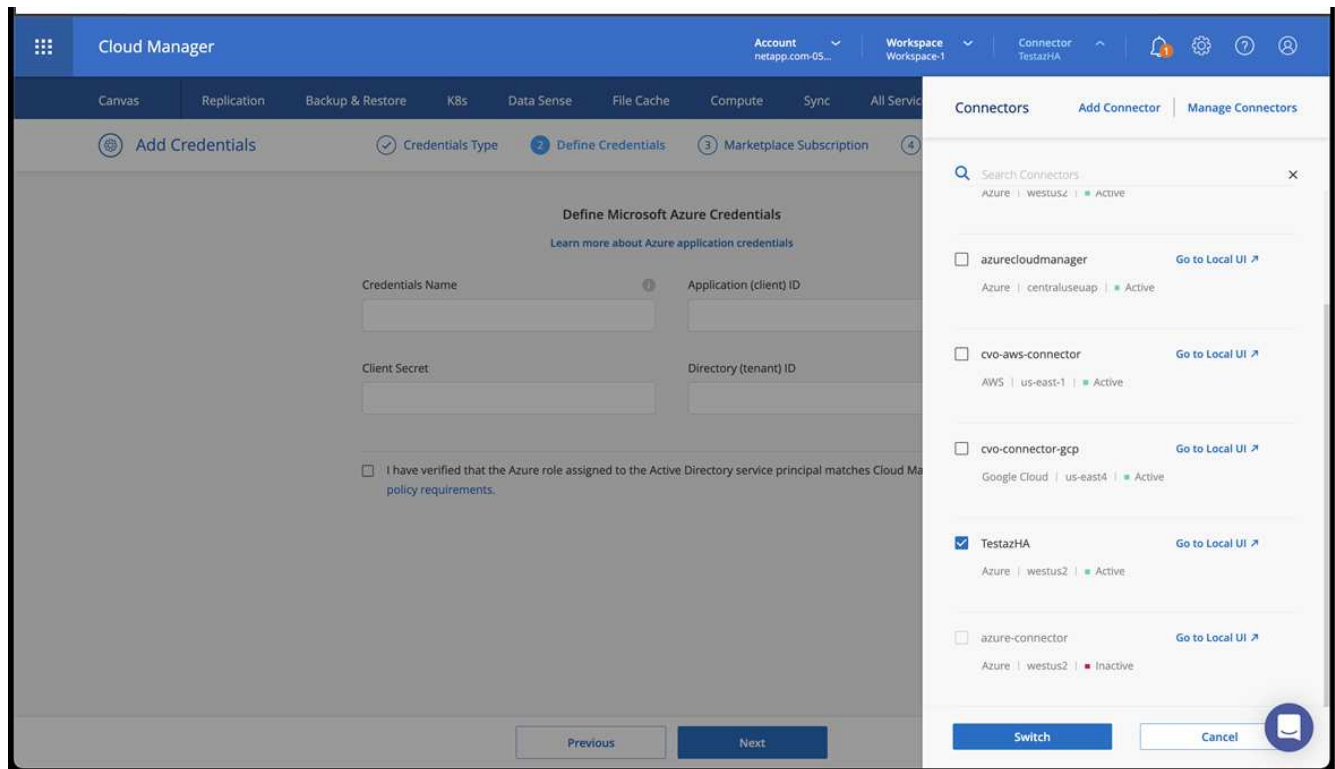 Cloud Manager
Account
netapp.com-05...
Workspace
Workspace-1
Connector
TestazHA
1
Canvas Replication Backup & Restore K8s Data Sense File Cache Compute Sync All Servic
Add Credentials
Credentials Type
2 Define Credentials
3 Marketplace Subscription
4
Define Microsoft Azure Credentials
Learn more about Azure application credentials
Credentials Name
Application (client) ID
Client Secret
Directory (tenant) ID
I have verified that the Azure role assigned to the Active Directory service principal matches Cloud Ma
policy requirements.
Previous
Next
Connectors
Add Connector | Manage Connectors
Search Connectors
Azure | westus2 | Active
azurecloudmanager Go to Local UI
Azure | centraluseuap | Active
cvo-aws-connector Go to Local UI
AWS | us-east-1 | Active
cvo-connector-gcp Go to Local UI
Google Cloud | us-east4 | Active
TestazHA Go to Local UI
Azure | westus2 | Active
azure-connector Go to Local UI
Azure | westus2 | Inactive
Switch
Cancel